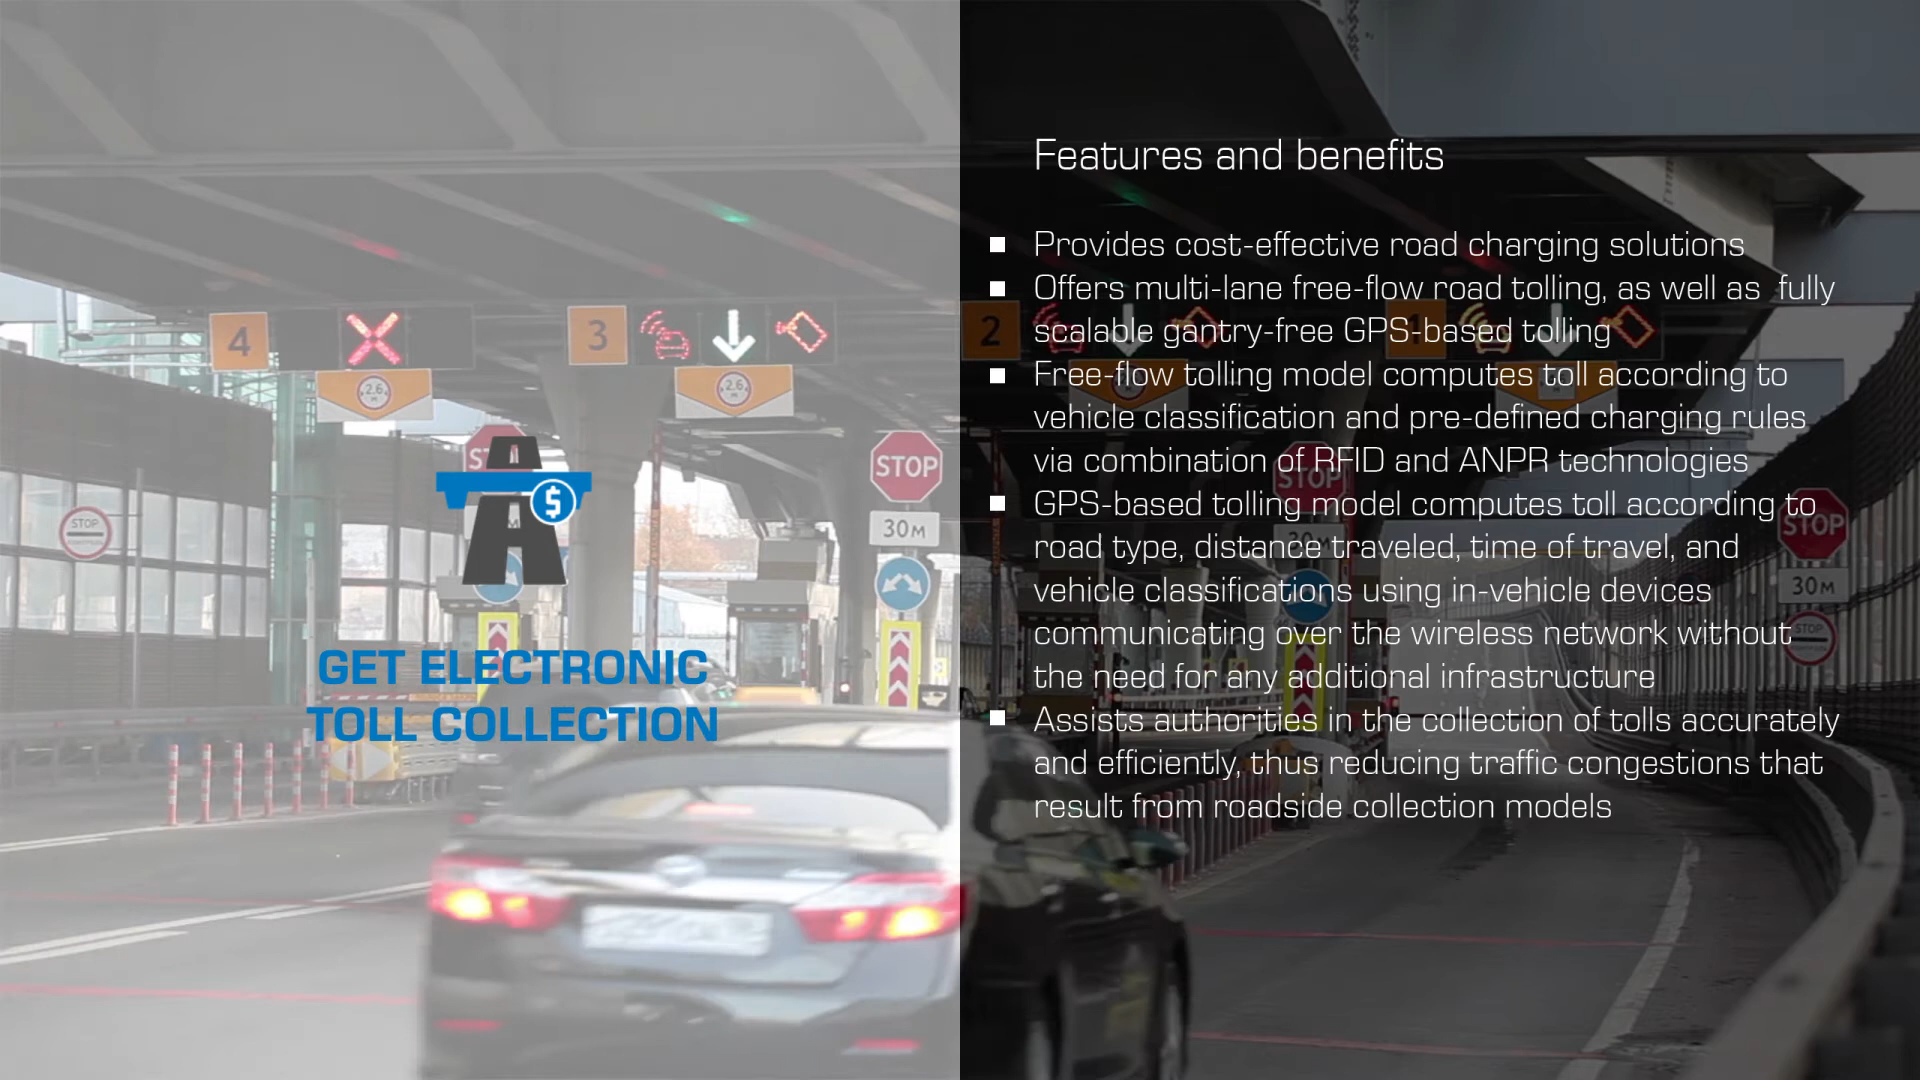 Features and benefits
Provides cost-effective road charging solutions
Offers multi-lane free-flow road tolling, as well as  fully
scalable gantry-free GPS-based tolling
Free-flow tolling model computes toll according to
vehicle classification and pre-defined charging rules
via combination of RFID and ANPR technologies
GPS-based tolling model computes toll according to
road type, distance traveled, time of travel, and
vehicle classifications using in-vehicle devices
communicating over the wireless network without
the need for any additional infrastructure
Assists authorities in the collection of tolls accurately
and efficiently, thus reducing traffic congestions that
result from roadside collection models
GET ELECTRONIC
TOLL COLLECTION
$
4
3
2
1
2.6
м
2.6
м
STOP
30м
STOP
STOP
STOP
30м
STOP